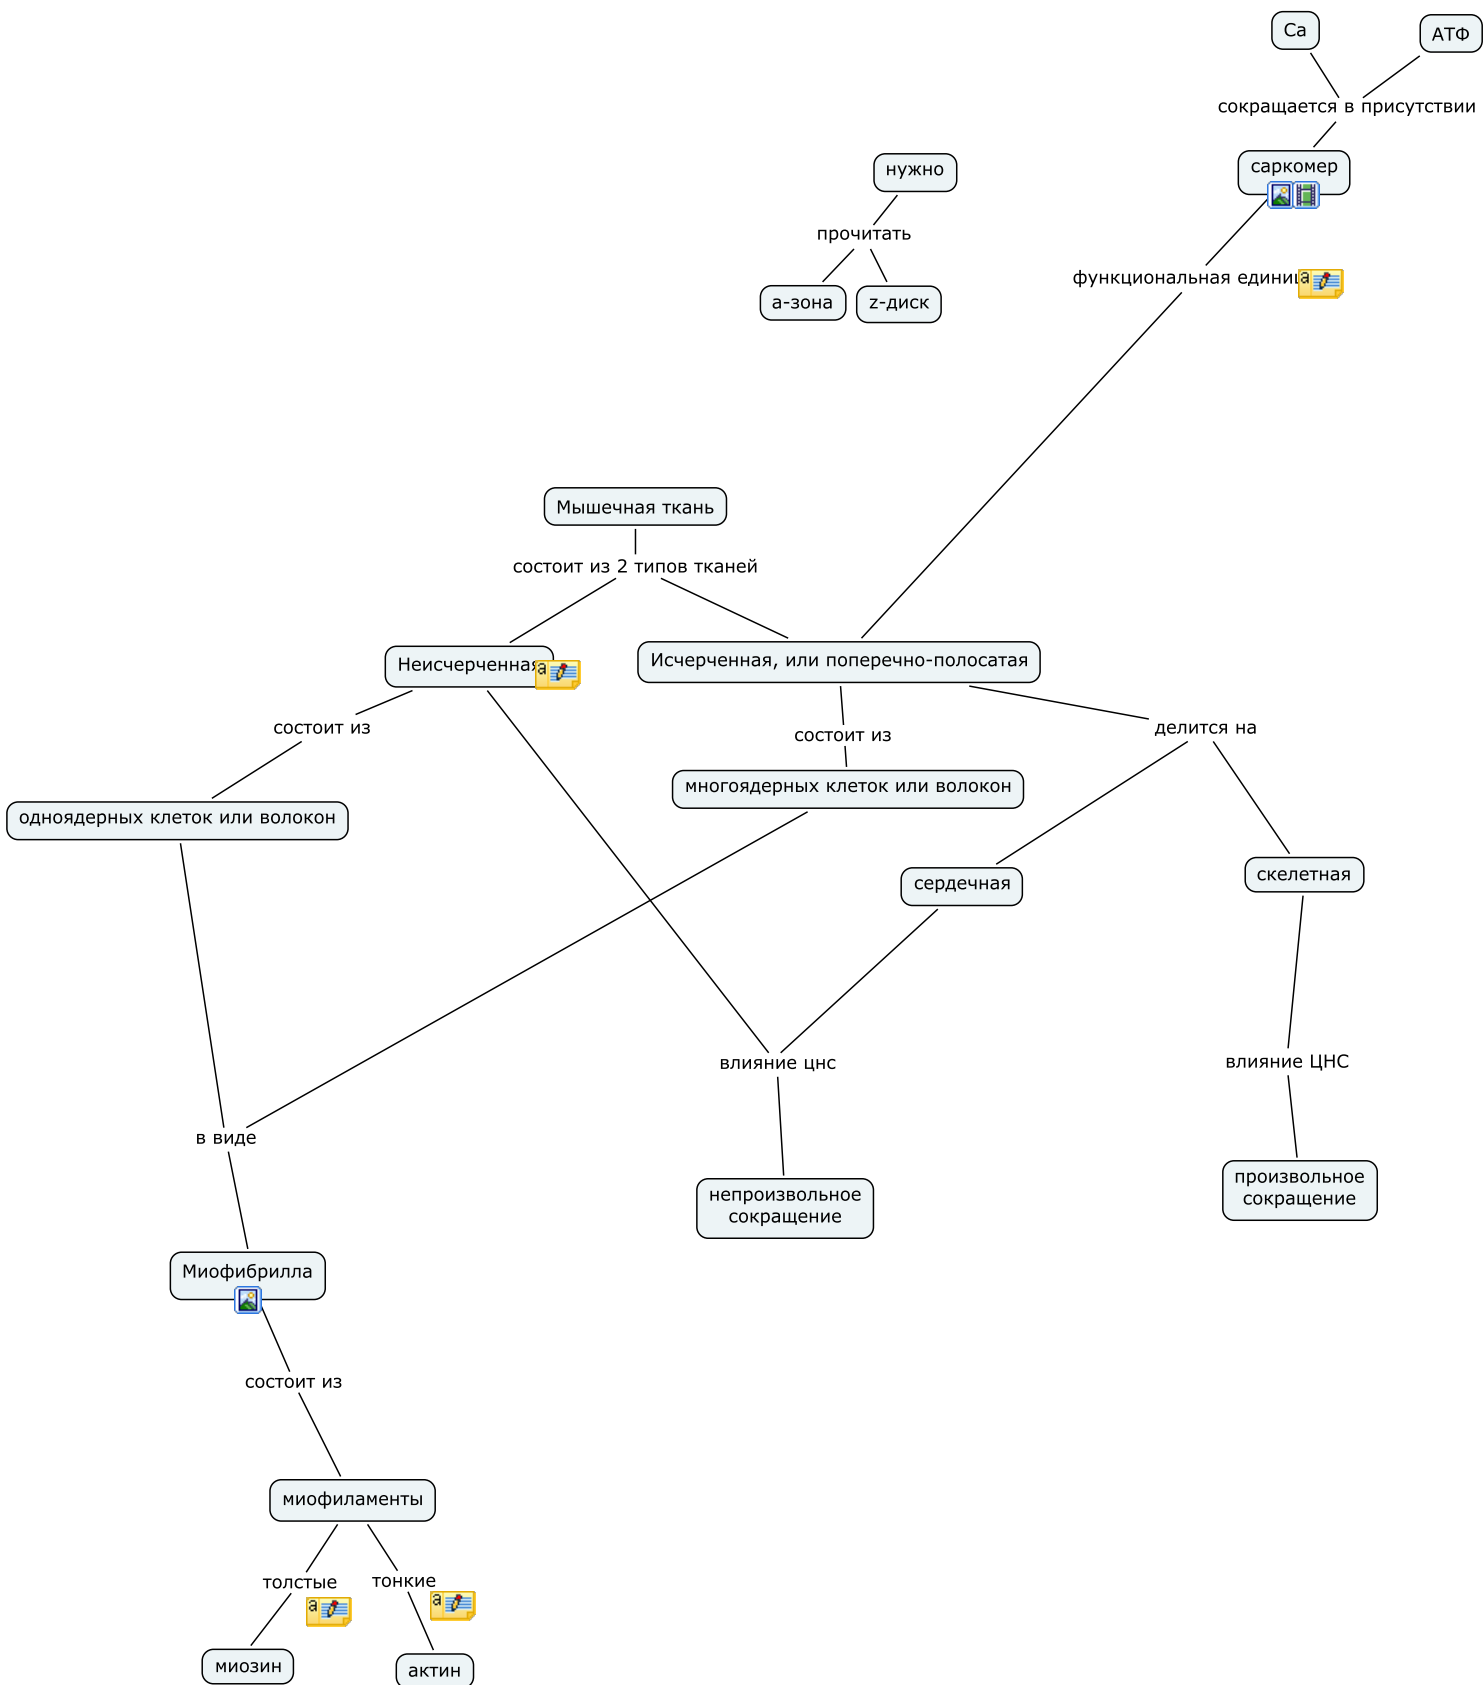 Ca
АТФ
сокращается в присутствии
саркомер
нужно
прочитать
а-зона
z-диск
функциональная
Мышечная ткань
состоит из 2 типов тканей
Неисчерченная
a
Исчерченная, или поперечно-полосатая
состоит из
состоит из
делится на
одноядерных клеток или волокон
многоядерных клеток или волокон
сердечная
скелетная
влияние цнс
влияние ЦНС
в виде
непроизвольное
сокращение
произвольное
сокращение
Миофибрилла
состоит из
миофиламенты
толстые
a
тонкие
a
миозин
актин